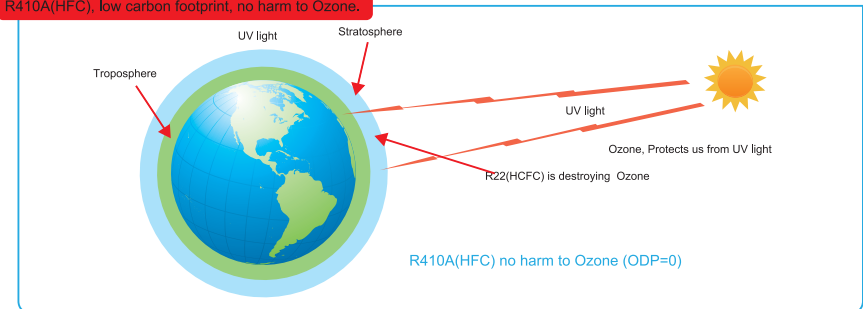 R410A(HFC), low carbon footprint, no harm to Ozone.
UV light
Stratosphere
Troposphere
UV light
Ozone, Protects us from UV light
R22(HCFC) is destroying Ozone
R410A(HFC) no harm to Ozone (ODP=0)